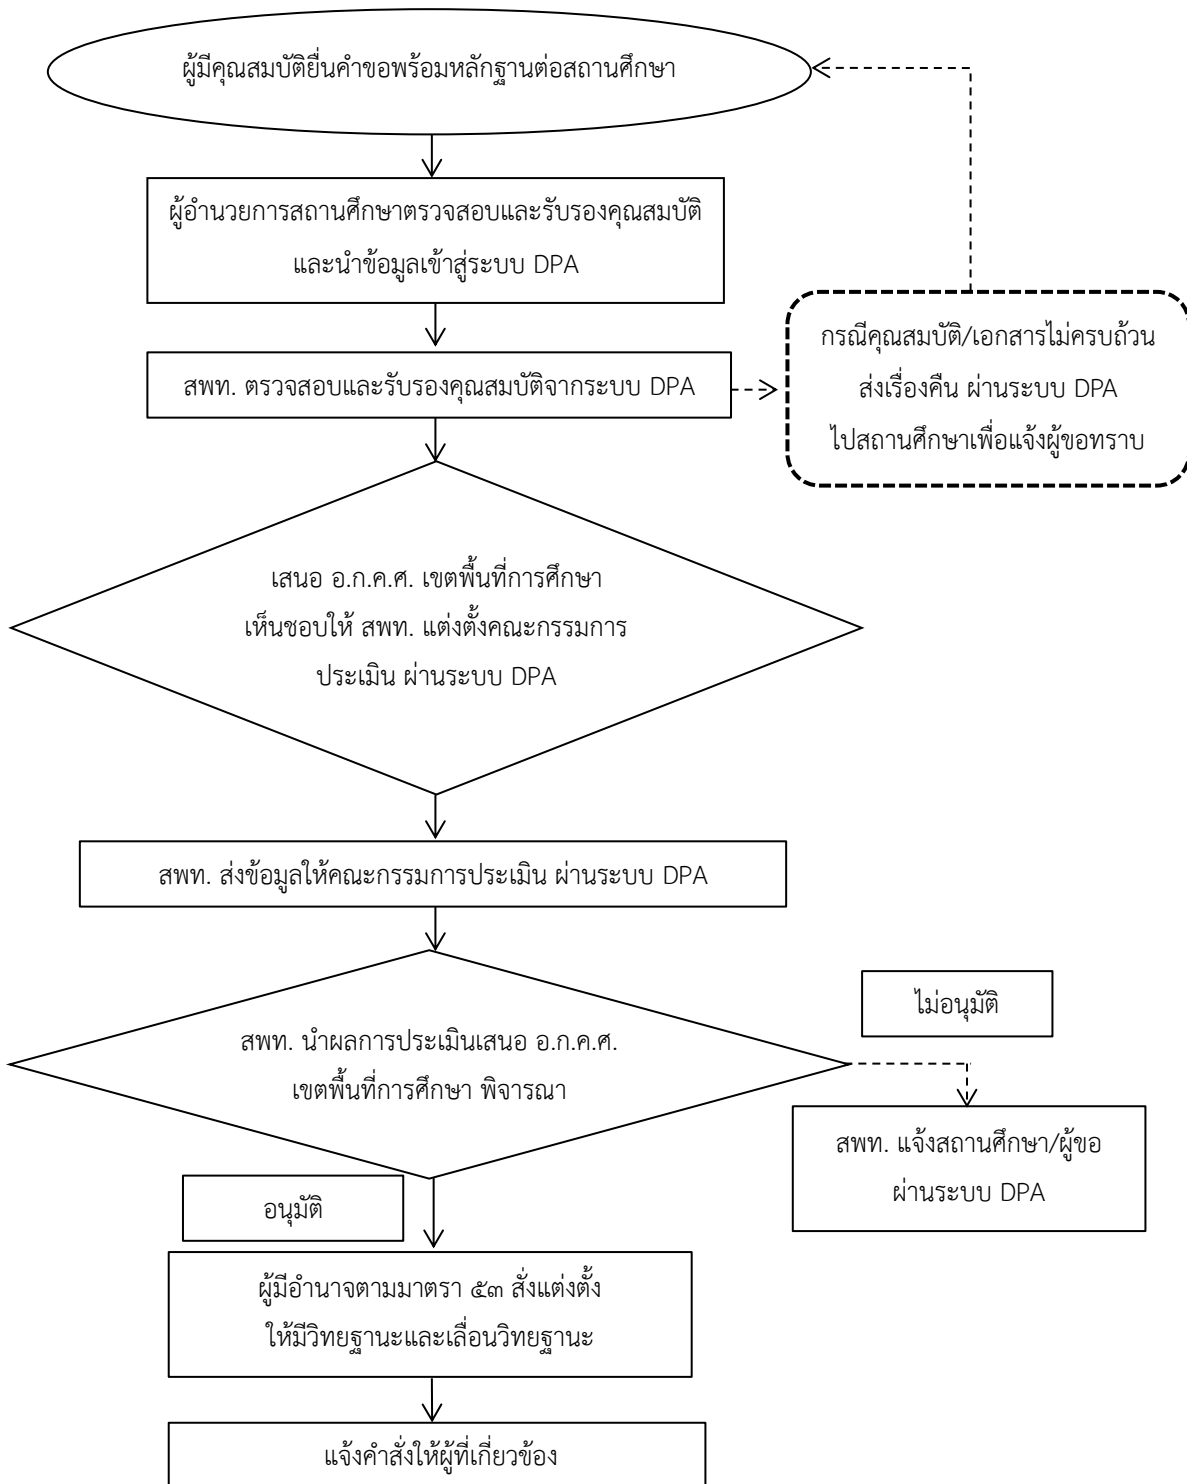 ผู้มีคุณสมบัติยื่นคำขอพร้อมหลักฐานต่อสถานศึกษา
ผู้อำนวยการสถานศึกษาตรวจสอบและรับรองคุณสมบัติ
และนำข้อมูลเข้าสู่ระบบ DPA
กรณีคุณสมบัติ/เอกสารไม่ครบถ้วน
ส่งเรื่องคืน ผ่านระบบ DPA
ไปสถานศึกษาเพื่อแจ้งผู้ขอทราบ
สพท. ตรวจสอบและรับรองคุณสมบัติจากระบบ DPA
เสนอ อ.ก.ค.ศ. เขตพื้นที่การศึกษา
เห็นชอบให้ สพท. แต่งตั้งคณะกรรมการ
ประเมิน ผ่านระบบ DPA
สพท. ส่งข้อมูลให้คณะกรรมการประเมิน ผ่านระบบ DPA
สพท. นำผลการประเมินเสนอ อ.ก.ค.ศ.
เขตพื้นที่การศึกษา พิจารณา
ไม่อนุมัติ
สพท. แจ้งสถานศึกษา/ผู้ขอ
ผ่านระบบ DPA
อนุมัติ
ผู้มีอำนาจตามมาตรา ๕๓ สั่งแต่งตั้ง
ให้มีวิทยฐานะและเลื่อนวิทยฐานะ
แจ้งคำสั่งให้ผู้ที่เกี่ยวข้อง